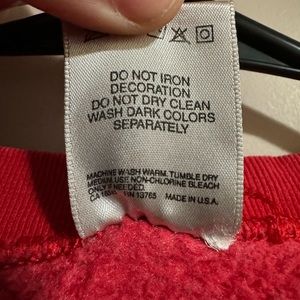 DO NOT IRON
DECORATION
DO NOT DRY CLEAN
WASH DARK COLORS
SEPARATELY
MACHINE WASH WARM, TUMBLE DRY
MEDIUM, USE NON-CHLORINE BLEACH
ONLY IF NEEDED.
CA RN 13765 MADE IN U.S.A.